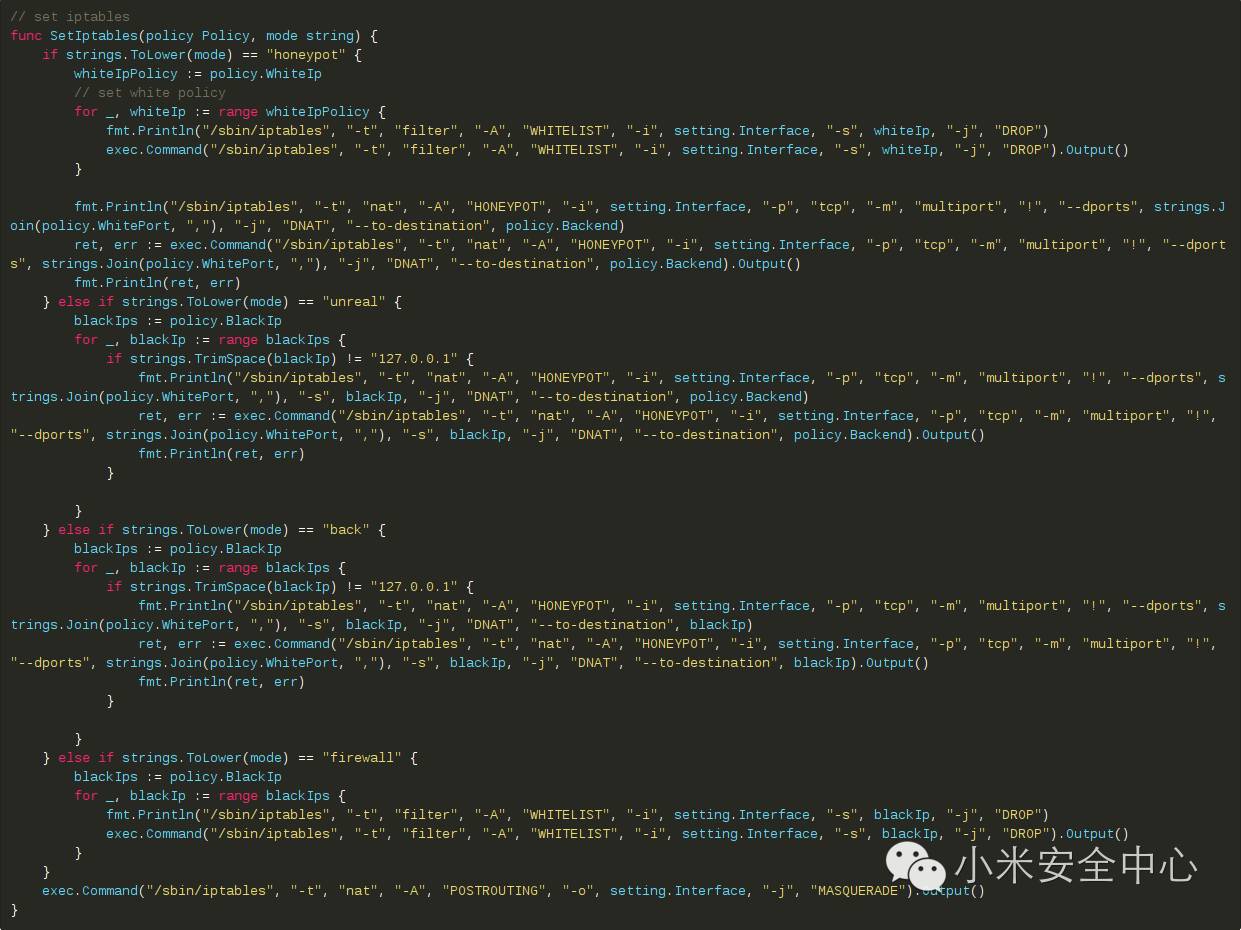 // set iptables
func SetIptables(policy Policy, mode string) {
    if strings.ToLower(mode) == "honeypot" {
        whiteIpPolicy := policy.WhiteIp
        // set white policy
        for _, whiteIp := range whiteIpPolicy {
            fmt.Println("/sbin/iptables", "-t", "filter", "-A", "WHITELIST", "-i", setting.Interface, "-s", whiteIp, "-j", "DROP")
            exec.Command("/sbin/iptables", "-t", "filter", "-A", "WHITELIST", "-i", setting.Interface, "-s", whiteIp, "-j", "DROP").Output()
        }
        fmt.Println("/sbin/iptables", "-t", "nat", "-A", "HONEYPOT", "-i", setting.Interface, "-p", "tcp", "-m", "multiport", "!", "--dports", strings.J
oin(policy.WhitePort, ","), "-j", "DNAT", "--to-destination", policy.Backend)
        ret, err := exec.Command("/sbin/iptables", "-t", "nat", "-A", "HONEYPOT", "-i", setting.Interface, "-p", "tcp", "-m", "multiport", "!", "--dport
s", strings.Join(policy.WhitePort, ","), "-j", "DNAT", "--to-destination", policy.Backend).Output()
        fmt.Println(ret, err)
    } else if strings.ToLower(mode) == "unreal" {
        blackIps := policy.BlackIp
        for _, blackIp := range blackIps {
            if strings.TrimSpace(blackIp) != "127.0.0.1" {
                fmt.Println("/sbin/iptables", "-t", "nat", "-A", "HONEYPOT", "-i", setting.Interface, "-p", "tcp", "-m", "multiport", "!", "--dports", s
trings.Join(policy.WhitePort, ","), "-s", blackIp, "-j", "DNAT", "--to-destination", policy.Backend)
                ret, err := exec.Command("/sbin/iptables", "-t", "nat", "-A", "HONEYPOT", "-i", setting.Interface, "-p", "tcp", "-m", "multiport", "!",
"--dports", strings.Join(policy.WhitePort, ","), "-s", blackIp, "-j", "DNAT", "--to-destination", policy.Backend).Output()
                fmt.Println(ret, err)
            }
        }
    } else if strings.ToLower(mode) == "back" {
        blackIps := policy.BlackIp
        for _, blackIp := range blackIps {
            if strings.TrimSpace(blackIp) != "127.0.0.1" {
                fmt.Println("/sbin/iptables", "-t", "nat", "-A", "HONEYPOT", "-i", setting.Interface, "-p", "tcp", "-m", "multiport", "!", "--dports", s
trings.Join(policy.WhitePort, ","), "-s", blackIp, "-j", "DNAT", "--to-destination", blackIp)
                ret, err := exec.Command("/sbin/iptables", "-t", "nat", "-A", "HONEYPOT", "-i", setting.Interface, "-p", "tcp", "-m", "multiport", "!",
"--dports", strings.Join(policy.WhitePort, ","), "-s", blackIp, "-j", "DNAT", "--to-destination", blackIp).Output()
                fmt.Println(ret, err)
            }
        }
    } else if strings.ToLower(mode) == "firewall" {
        blackIps := policy.BlackIp
        for _, blackIp := range blackIps {
            fmt.Println("/sbin/iptables", "-t", "filter", "-A", "WHITELIST", "-i", setting.Interface, "-s", blackIp, "-j", "DROP")
            exec.Command("/sbin/iptables", "-t", "filter", "-A", "WHITELIST", "-i", setting.Interface, "-s", blackIp, "-j", "DROP").Output()
        }
    }
    exec.Command("/sbin/iptables", "-t", "nat", "-A", "POSTROUTING", "-o", setting.Interface, "-j", "MASQUERADE").Output()
}
小米安全中心